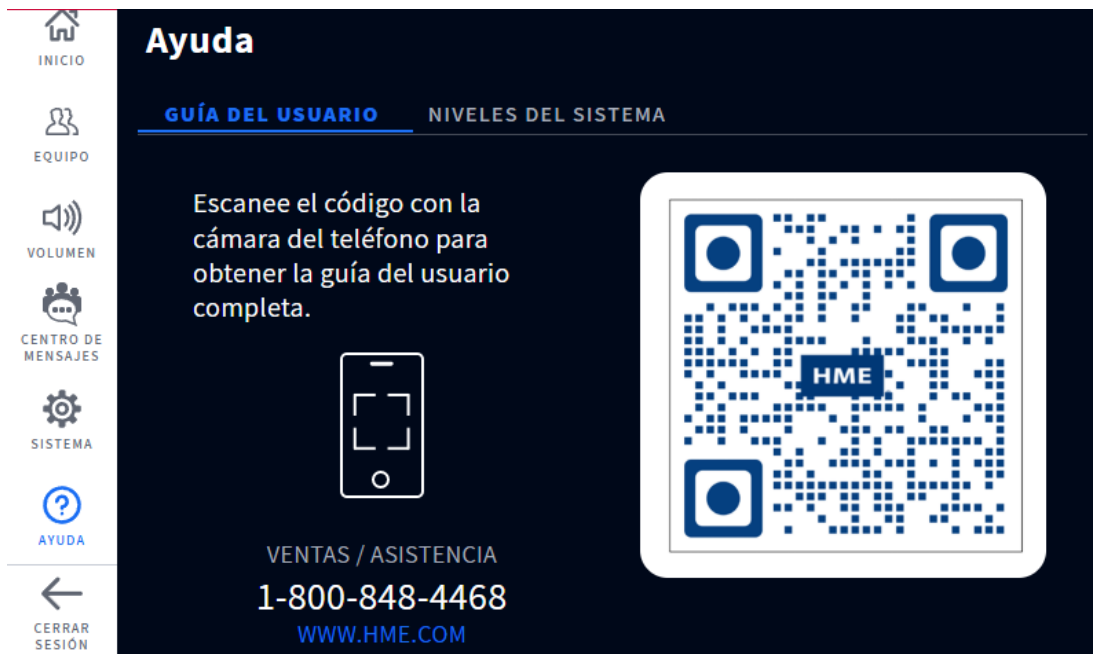 INICIO
EQUIPO
VOLUMEN
CENTRO DE
MENSAJES
SISTEMA
AYUDA
CERRAR
SESIÓN
Ayuda
GUÍA DEL USUARIO
NIVELES DEL SISTEMA
Escanee el código con la
cámara del teléfono para
obtener la guía del usuario
completa.
VENTAS / ASISTENCIA
1-800-848-4468
WWW.HME.COM
HME